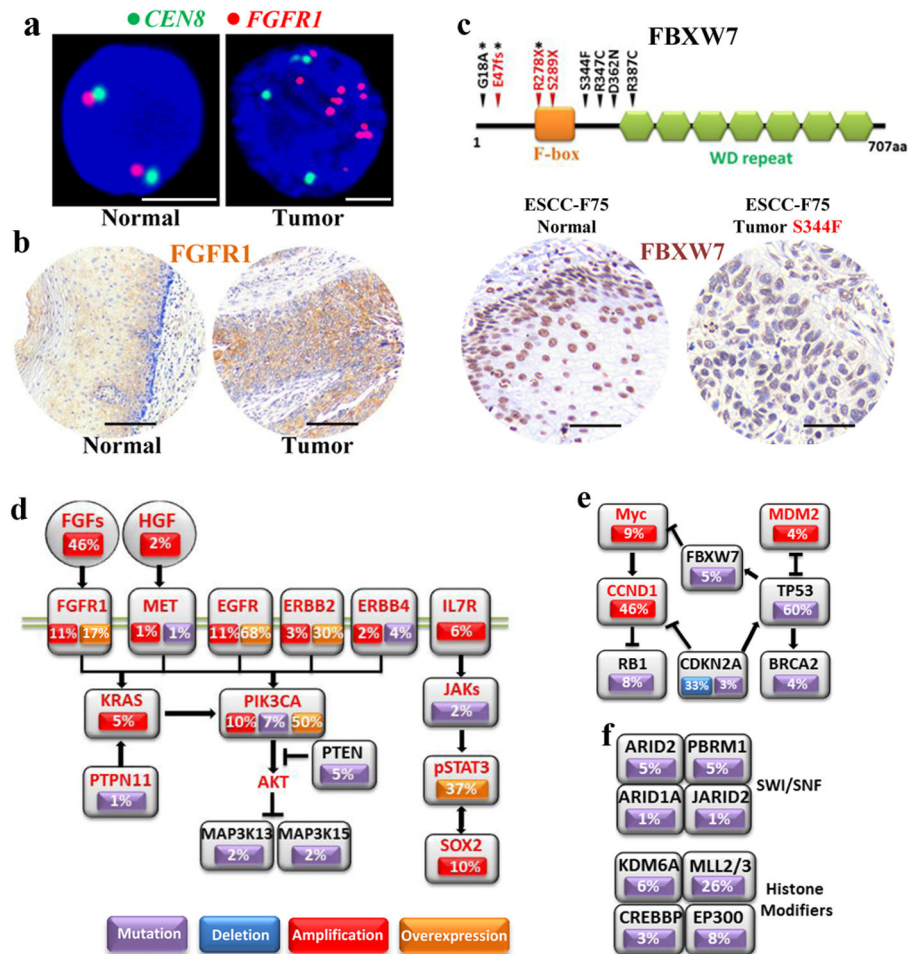 a
● CEN8 ● FGFR1
Normal
Tumor
b
FGFR1
Normal
Tumor
c
FBXW7
G18A*
E47fs*
R278X*
S289X
S344F
R347C
D362N
R387C
1
F-box
WD repeat
707aa
ESCC-F75
Normal
ESCC-F75
Tumor S344F
FBXW7
d
FGFs
46%
HGF
2%
FGFR1
11% 17%
MET
1% 1%
EGFR
11% 68%
ERBB2
3% 30%
ERBB4
2% 4%
IL7R
6%
KRAS
5%
PIK3CA
10% 7% 50%
JAKs
2%
PTPN11
1%
AKT
PTEN
5%
pSTAT3
37%
MAP3K13
2%
MAP3K15
2%
SOX2
10%
Mutation
Deletion
Amplification
Overexpression
e
Myc
9%
MDM2
4%
FBXW7
5%
CCND1
46%
TP53
60%
RB1
8%
CDKN2A
33% 3%
BRCA2
4%
f
ARID2
5%
PBRM1
5%
ARID1A
1%
JARID2
1%
SWI/SNF
KDM6A
6%
MLL2/3
26%
CREBBP
3%
EP300
8%
Histone
Modifiers